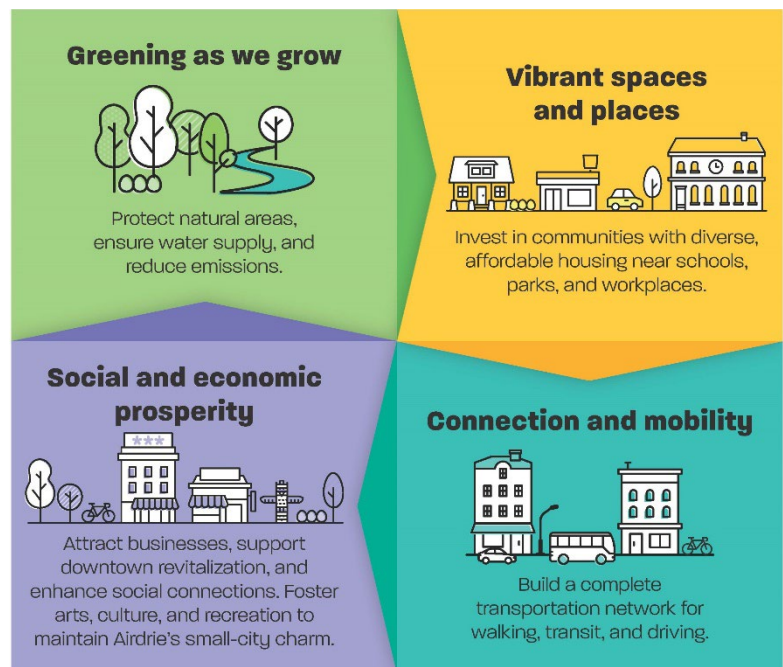 Greening as we grow
Protect natural areas,
ensure water supply, and
reduce emissions.
Vibrant spaces
and places
Invest in communities with diverse,
affordable housing near schools,
parks, and workplaces.
Social and economic
prosperity
Attract businesses, support
downtown revitalization, and
enhance social connections. Foster
arts, culture, and recreation to
maintain Airdrie's small-city charm.
Connection and mobility
Build a complete
transportation network for
walking, transit, and driving.